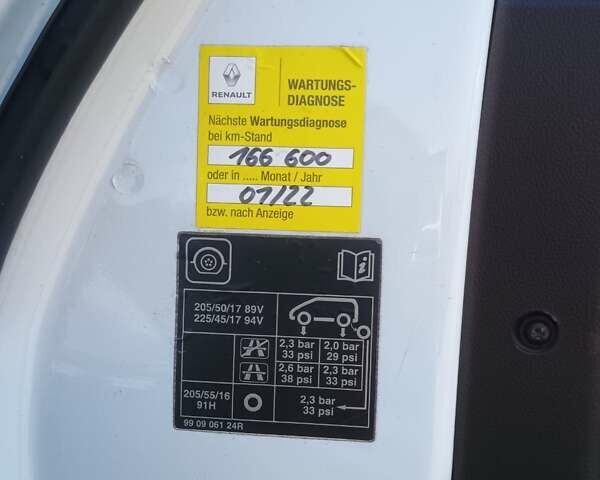 RENAULT
WARTUNGS-
DIAGNOSE
Nächste Wartungsdiagnose
bei km-Stand
166 600
oder in ..... Monat / Jahr
01/22
bzw. nach Anzeige
205/50/17 89V
225/45/17 94V
2,3 bar 2,0 bar
33 psi 29 psi
2,6 bar 2,3 bar
38 psi 33 psi
205/55/16
91H
2,3 bar
33 psi
99 09 061 24R